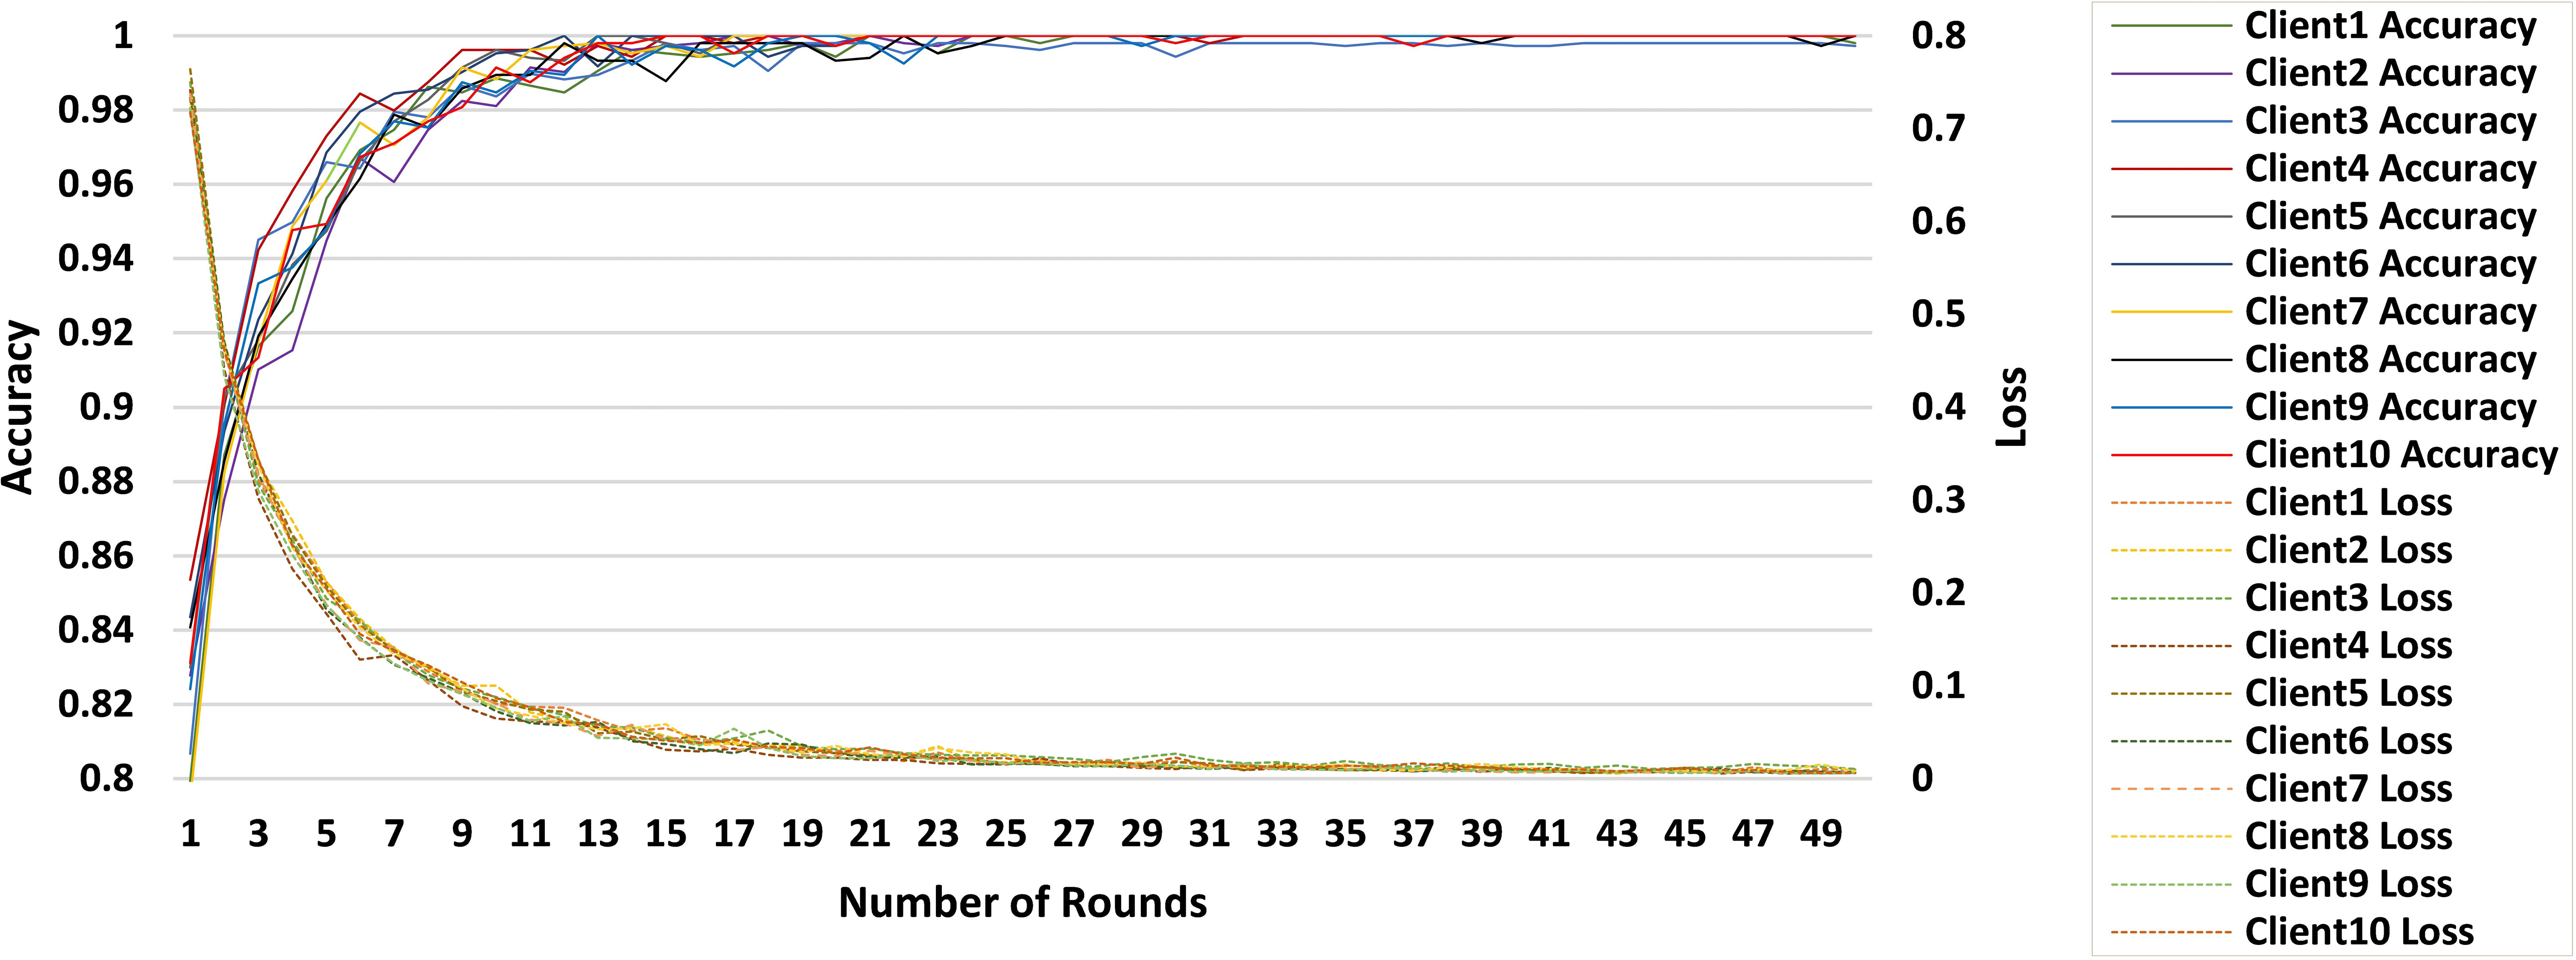 Accuracy
1
0.98
0.96
0.94
0.92
0.9
0.88
0.86
0.84
0.82
0.8
1 3 5 7 9 11 13 15 17 19 21 23 25 27 29 31 33 35 37 39 41 43 45 47 49
Number of Rounds
0.8
0.7
0.6
0.5
0.4
0.3
0.2
0.1
0
Loss
Client1 Accuracy
Client2 Accuracy
Client3 Accuracy
Client4 Accuracy
Client5 Accuracy
Client6 Accuracy
Client7 Accuracy
Client8 Accuracy
Client9 Accuracy
Client10 Accuracy
Client1 Loss
Client2 Loss
Client3 Loss
Client4 Loss
Client5 Loss
Client6 Loss
Client7 Loss
Client8 Loss
Client9 Loss
Client10 Loss